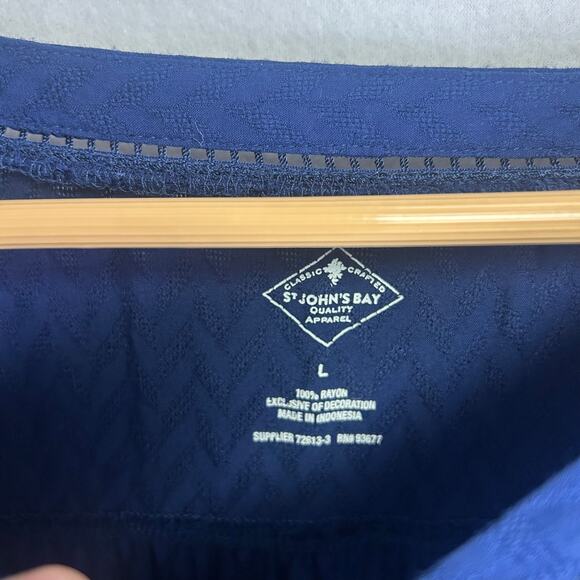 CLASSIC CRAFTED
ST JOHN'S BAY
QUALITY
APPAREL
L
100% RAYON
EXCLUSIVE OF DECORATION
MADE IN INDONESIA
SUPPLIER 72613-3 RN# 93677